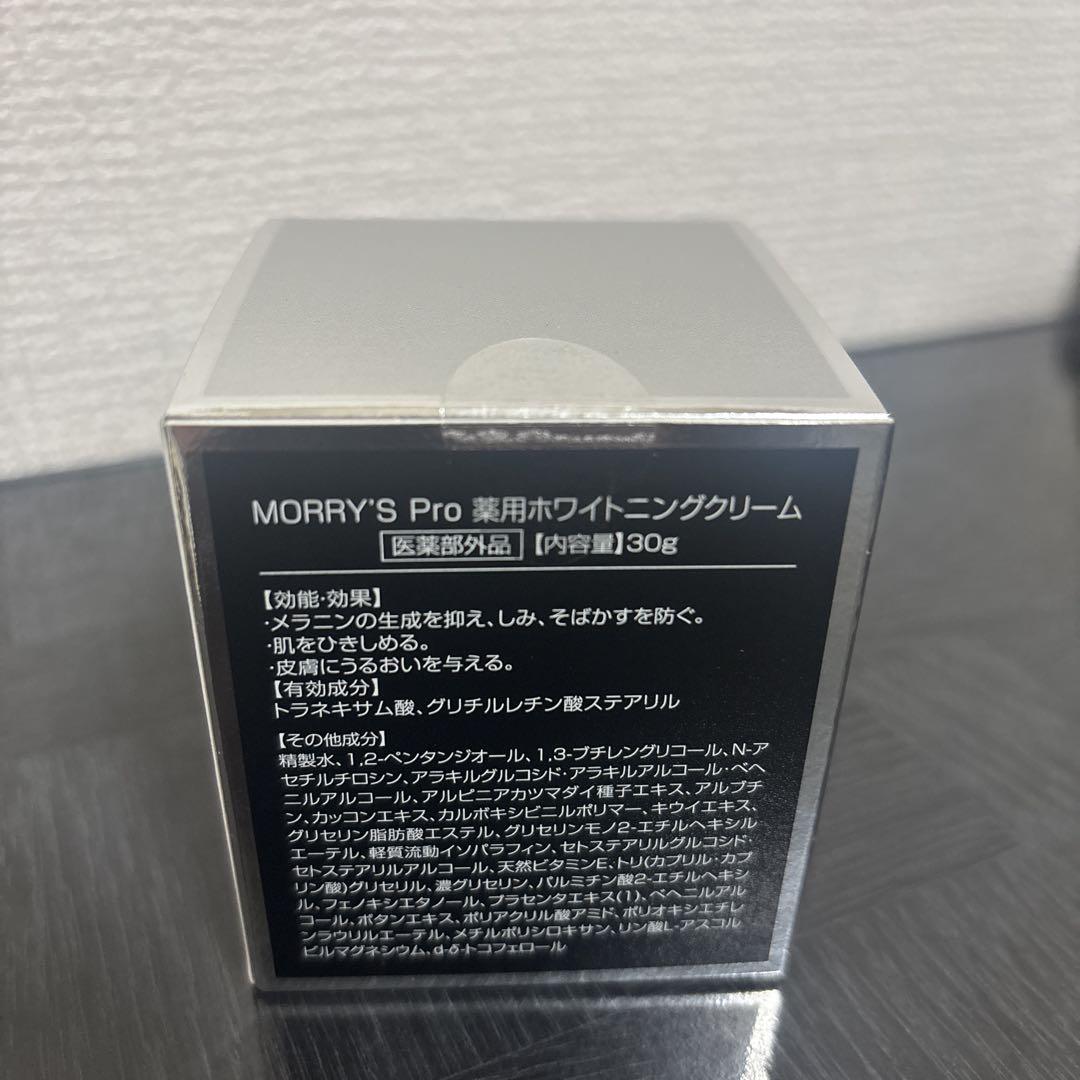 MORRY'S Pro 薬用ホワイトニングクリーム
医薬部外品 【内容量】30g
【効能・効果】
・メラニンの生成を抑え、しみ、そばかすを防ぐ。
・肌をひきしめる。
・皮膚にうるおいを与える。
【有効成分】
トラネキサム酸、グリチルレチン酸ステアリル
【その他成分】
精製水、1,2-ペンタンジオール、1,3-ブチレングリコール、N-ア
セチルチロシン、アラキルグルコシド・アラキルアルコール・ベヘ
ニルアルコール、アルピニアカツマダイ種子エキス、アルブチ
ン、カッコンエキス、カルボキシビニルポリマー、キウイエキス、
グリセリン脂肪酸エステル、グリセリンモノ2-エチルヘキシル
エーテル、軽質流動イソパラフィン、セトステアリルグルコシド・
セトステアリルアルコール、天然ビタミンE、トリ(カプリル・カプ
リン酸)グリセリル、濃グリセリン、パルミチン酸2-エチルヘキシ
ル、フェノキシエタノール、プラセンタエキス(1)、ベヘニルアル
コール、ボタンエキス、ポリアクリル酸アミド、ポリオキシエチレ
ンラウリルエーテル、メチルポリシロキサン、リン酸L-アスコル
ビルマグネシウム、d-δ-トコフェロール